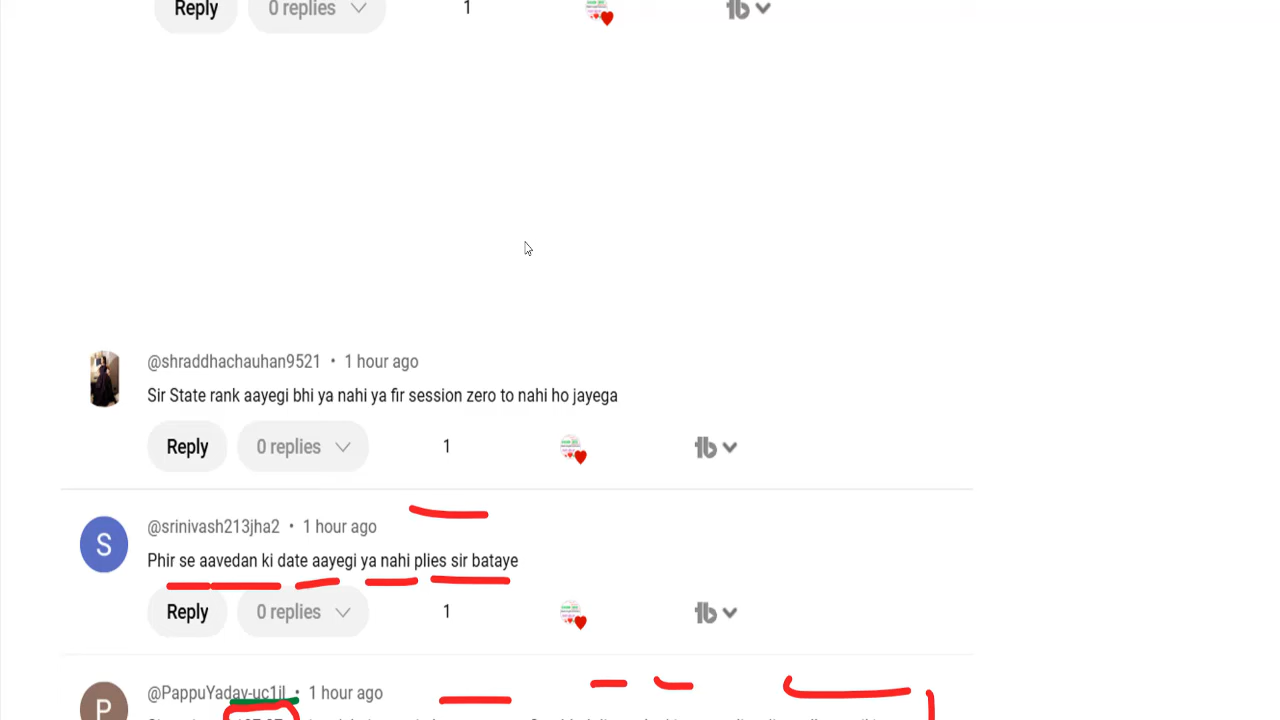 Reply 0 replies 1
@shraddhachauhan9521 • 1 hour ago
Sir State rank aayegi bhi ya nahi ya fir session zero to nahi ho jayega
Reply 0 replies 1
S
@srinivash213jha2 • 1 hour ago
Phir se aavedan ki date aayegi ya nahi plies sir bataye
Reply 0 replies 1
P
@PappuYadav-uc1il • 1 hour ago